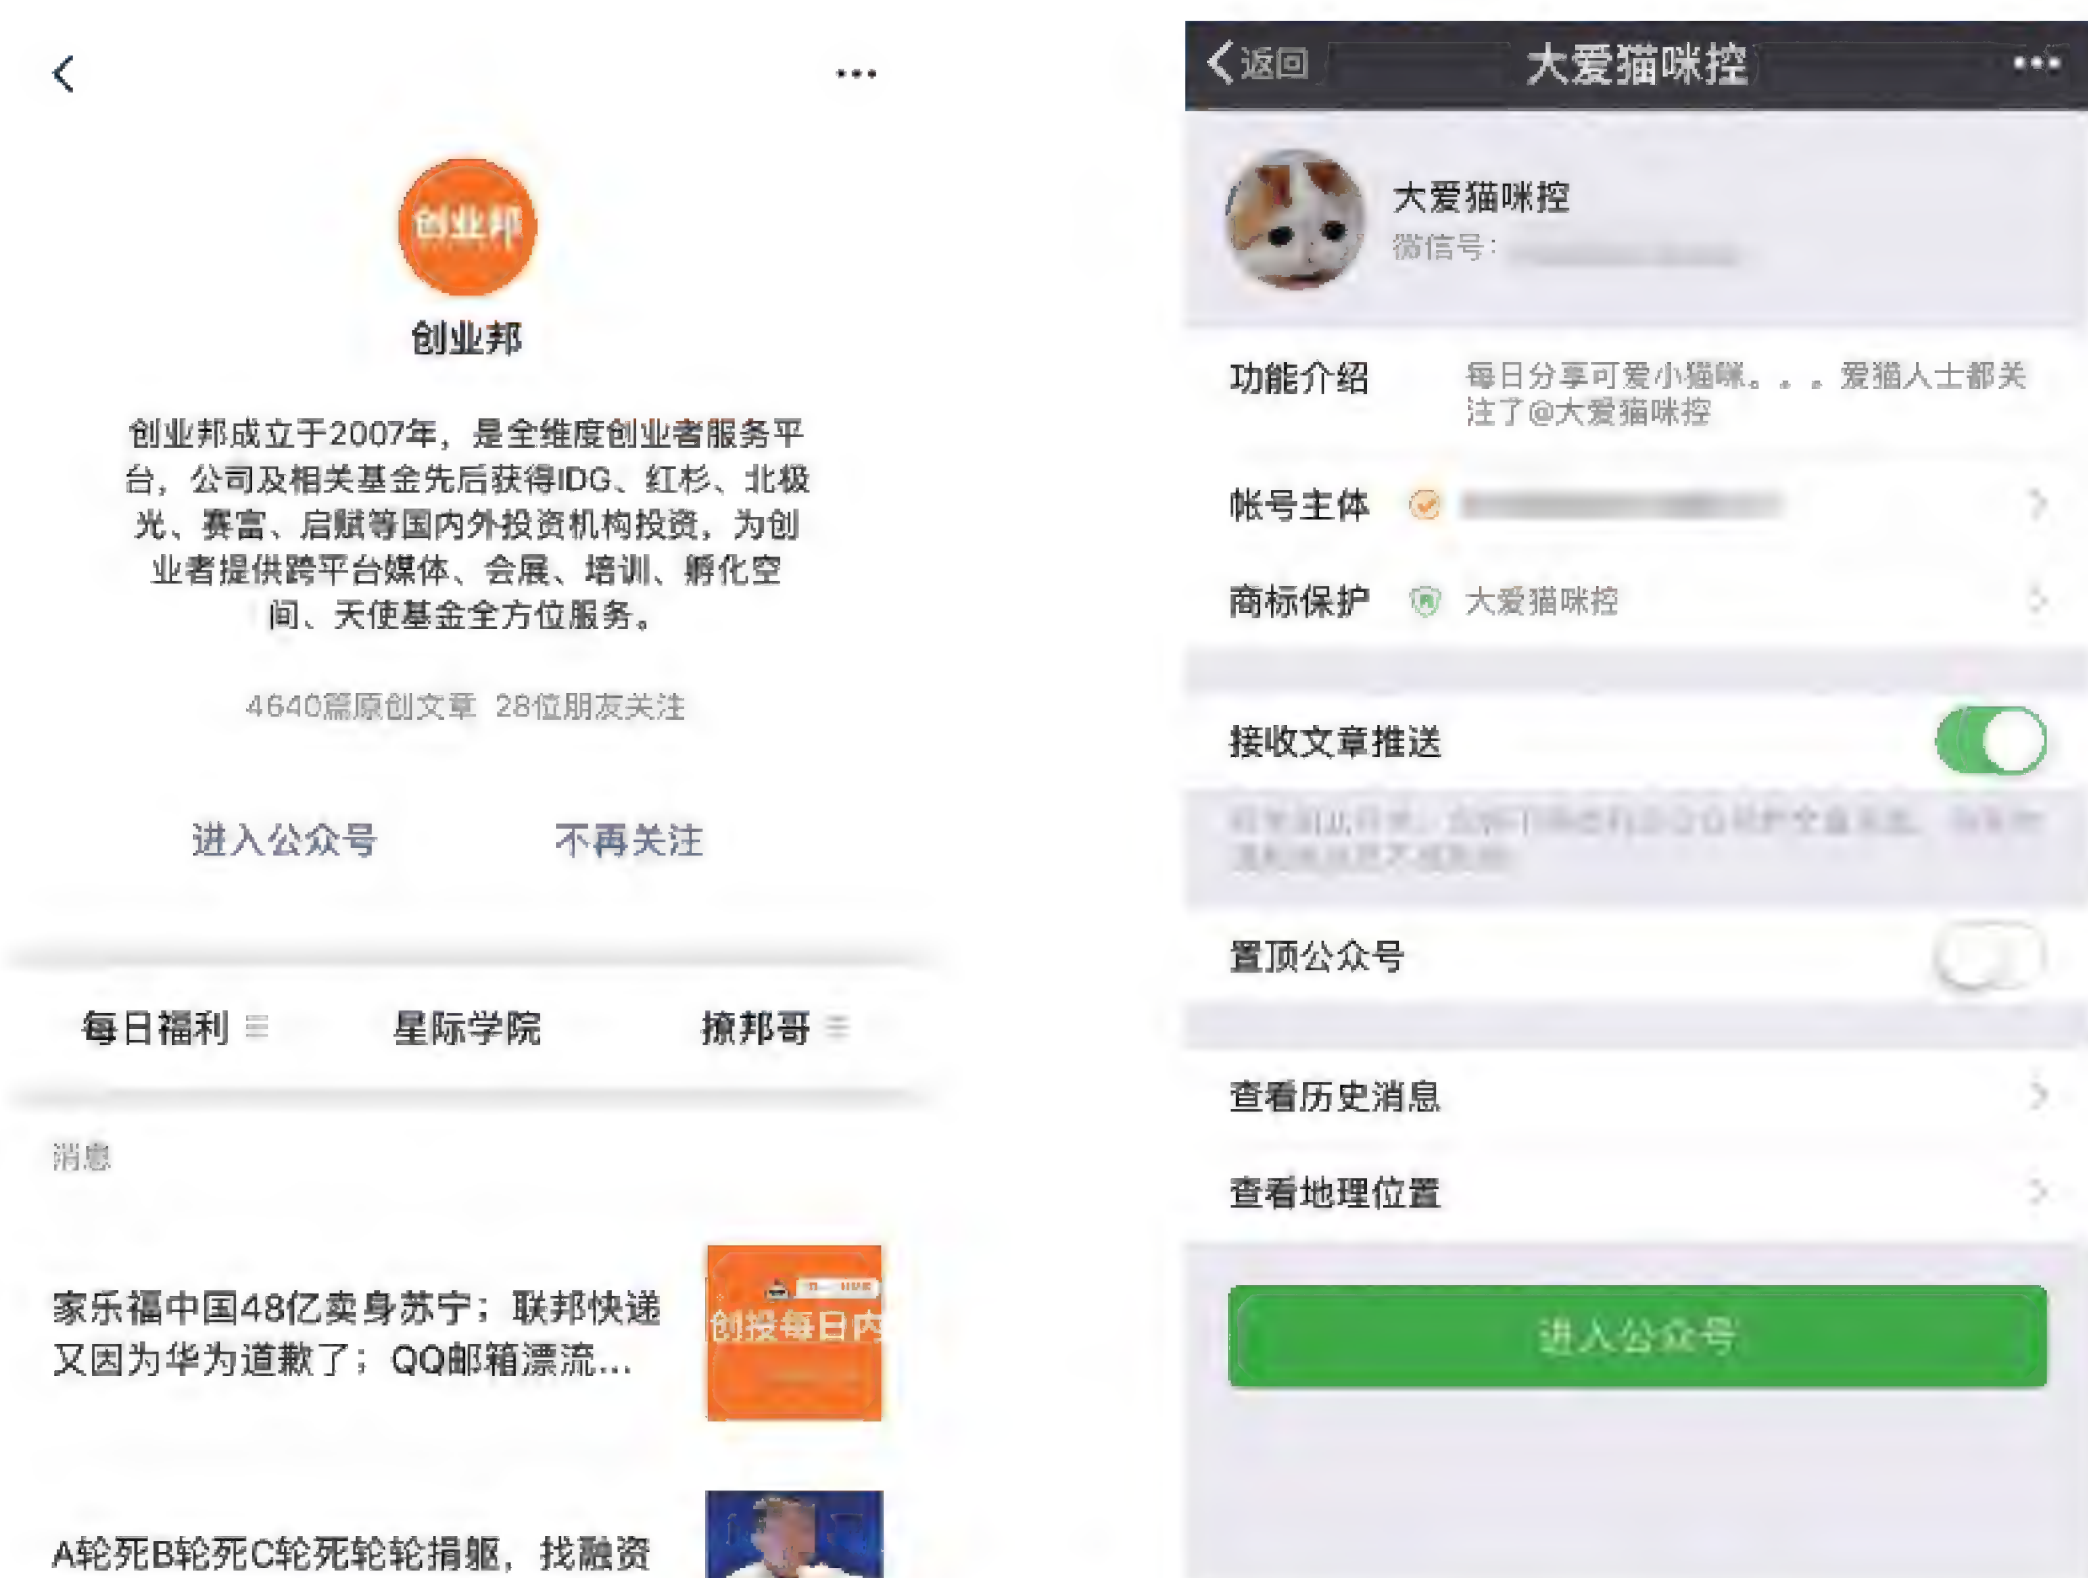 创业邦
创业邦
创业邦成立于2007年，是全维度创业者服务平
台，公司及相关基金先后获得IDG、红杉、北极
光、赛富、启赋等国内外投资机构投资，为创
业者提供跨平台媒体、会展、培训、孵化空
间、天使基金全方位服务。
4640篇原创文章 28位朋友关注
进入公众号 不再关注
每日福利 星际学院 撩邦哥
消息
家乐福中国48亿卖身苏宁；联邦快递
又因为华为道歉了；QQ邮箱漂流...
创投每日内
A轮死B轮死C轮死轮轮捐躯，找融资
返回 大爱猫咪控
大爱猫咪控
微信号：
功能介绍 每日分享可爱小猫咪。。。爱猫人士都关
注了@大爱猫咪控
帐号主体
商标保护 大爱猫咪控
接收文章推送
置顶公众号
查看历史消息
查看地理位置
进入公众号